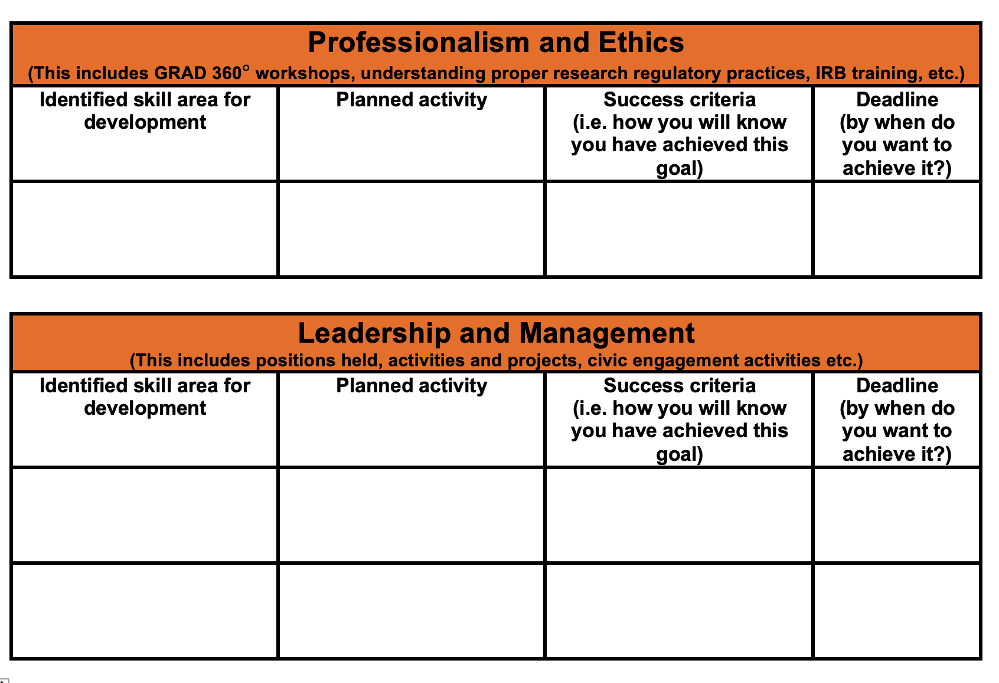 Professionalism and Ethics
(This includes GRAD 360° workshops, understanding proper research regulatory practices, IRB training, etc.)
Identified skill area for
development
Planned activity
Success criteria
(i.e. how you will know
you have achieved this
goal)
Deadline
(by when do
you want to
achieve it?)
Leadership and Management
(This includes positions held, activities and projects, civic engagement activities etc.)
Identified skill area for
development
Planned activity
Success criteria
(i.e. how you will know
you have achieved this
goal)
Deadline
(by when do
you want to
achieve it?)